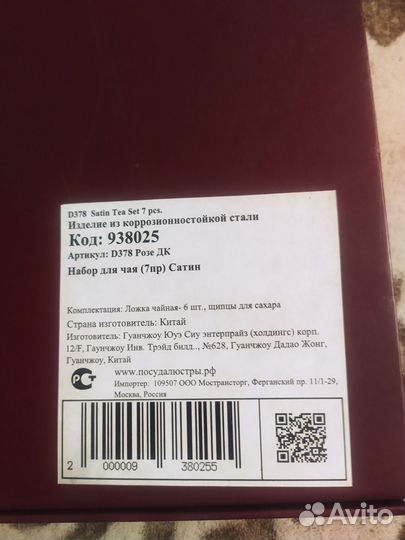 D378 Satin Tea Set 7 pcs.
Изделие из коррозионностойкой стали
Код: 938025
Артикул: D378 Розе ДК
Набор для чая (7пр) Сатин
Комплектация: Ложка чайная- 6 шт., щипцы для сахара
Страна изготовитель: Китай
Изготовитель: Гуанчжоу Юуэ Сиу энтерпрайз (холдингс) корп.
12/F, Гаунчжоу Инв. Трэйд билд.., №628, Гуанчжоу Дадао Жонг,
Гуанчжоу, Китай
РСТ
www.посудалюстры.рф
Импортер: 109507 ООО Мострансторг, Ферганский пр. 11/1-29,
Москва, Россия
2 000009 380255
Avito